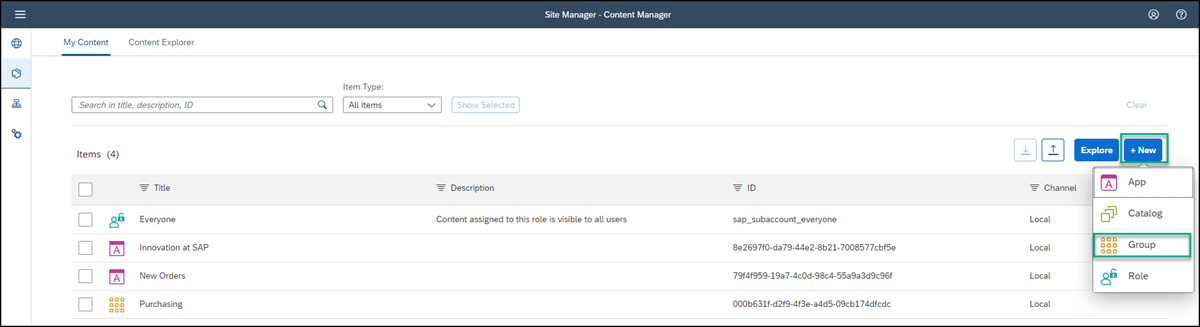 Site Manager - Content Manager
My Content Content Explorer
Item Type:
Search in title, description, ID All items Show Selected Clear
Items (4) Explore + New
Title Description ID Channel
Everyone Content assigned to this role is visible to all users sap_subaccount_everyone Local
Innovation at SAP 8e2697f0-da79-44e2-8b21-7008577cbf5e Local
New Orders 79f4f959-19a7-4c0d-98c4-55a9a3d9c96f Local
Purchasing 000b631f-d2f9-4f3e-a4d5-09cb174dfcdc Local
App
Catalog
Group
Role